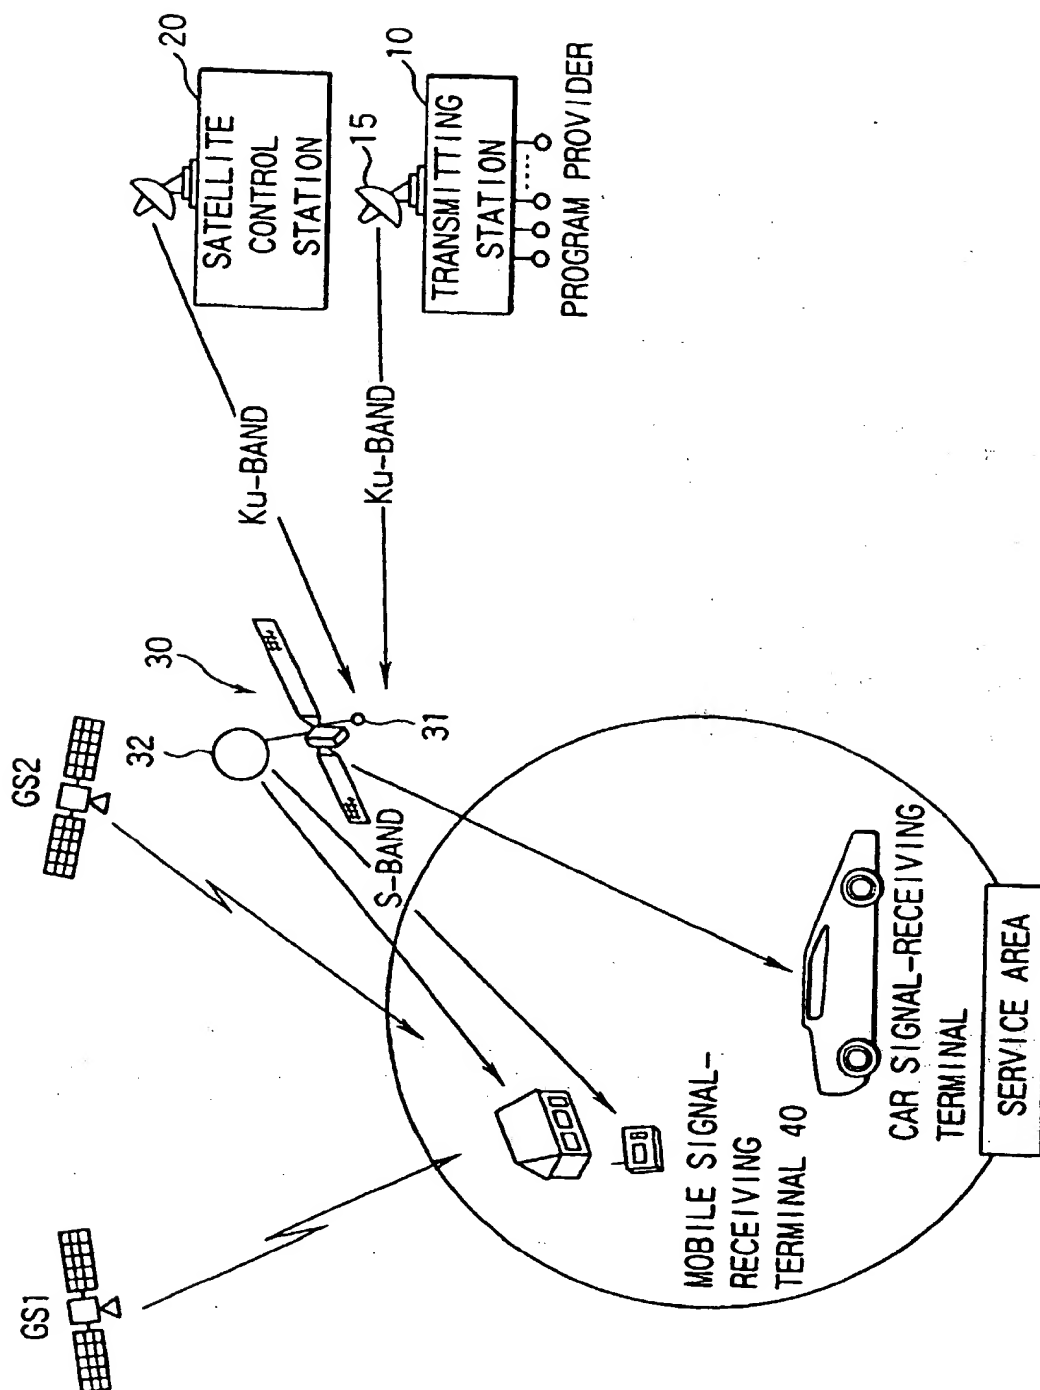 GS1
GS2
32
30
31
20
SATELLITE
CONTROL
STATION
Ku-BAND
15
10
TRANSMITTING
STATION
PROGRAM PROVIDER
Ku-BAND
S-BAND
MOBILE SIGNAL-
RECEIVING
TERMINAL 40
CAR SIGNAL-RECEIVING
TERMINAL
SERVICE AREA